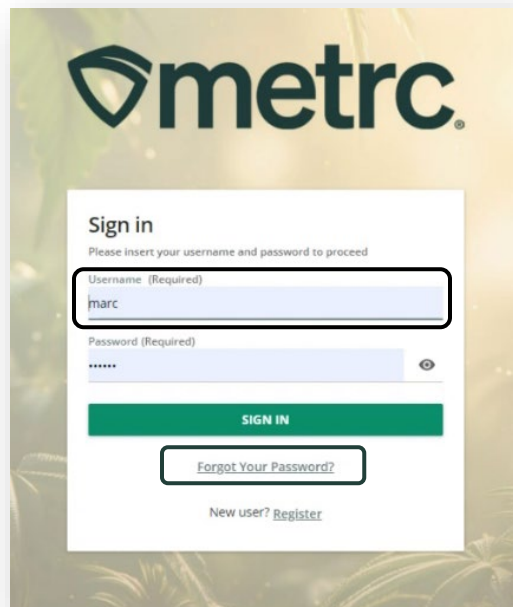 metrc®
Sign in
Please insert your username and password to proceed
Username (Required)
marc
Password (Required)
••••••
SIGN IN
Forgot Your Password?
New user? Register